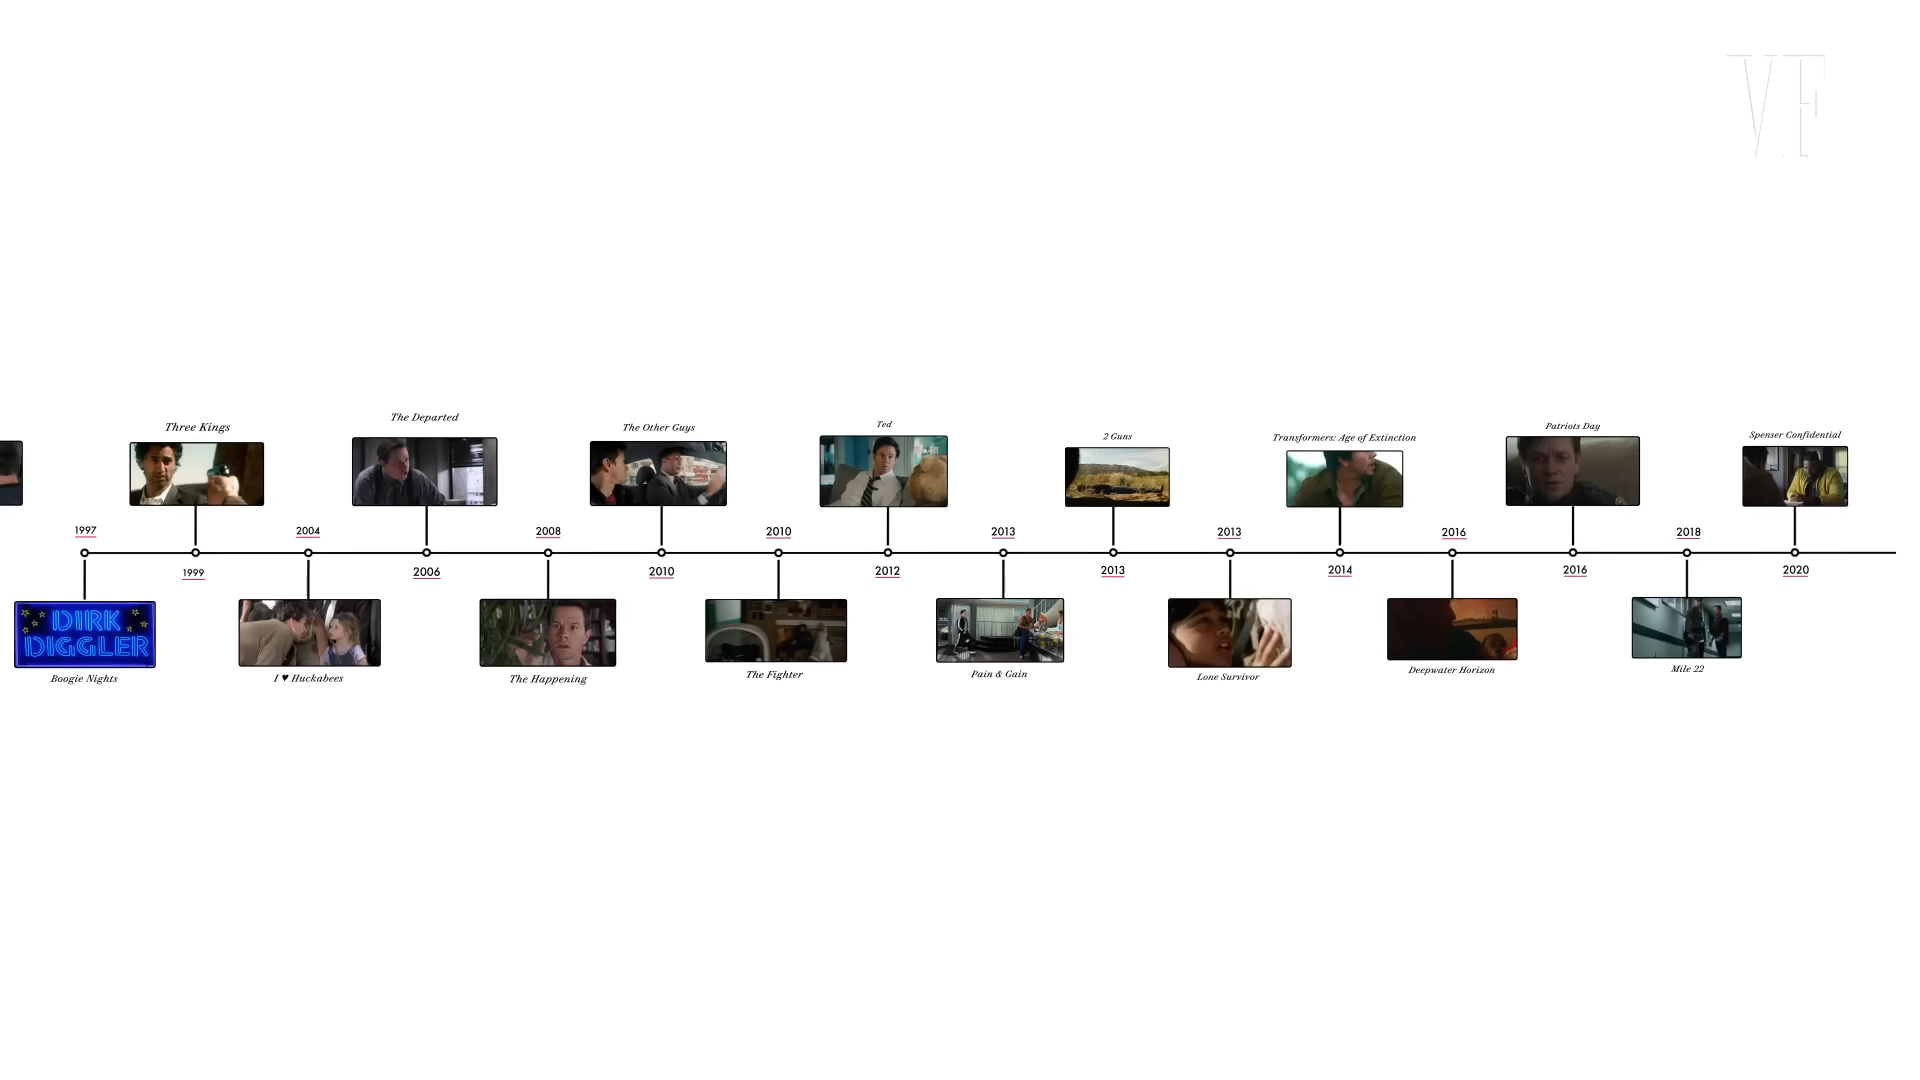 VF
The Departed
Ted
Patriots Day
Three Kings
The Other Guys
2 Guns
Transformers: Age of Extinction
Spenser Confidential
1997
2004
2008
2010
2013
2013
2016
2018
1999
2006
2010
2012
2013
2014
2016
2020
DIRK
DIGGLER
Boogie Nights
I ♥ Huckabees
The Happening
The Fighter
Pain & Gain
Lone Survivor
Deepwater Horizon
Mile 22